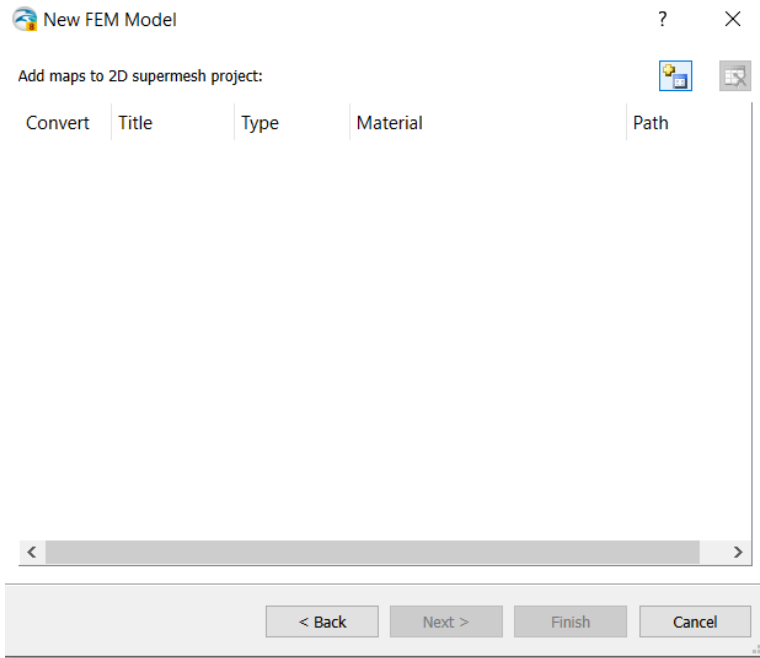 New FEM Model
Add maps to 2D supermesh project:
Convert Title Type Material Path
< Back Next > Finish Cancel